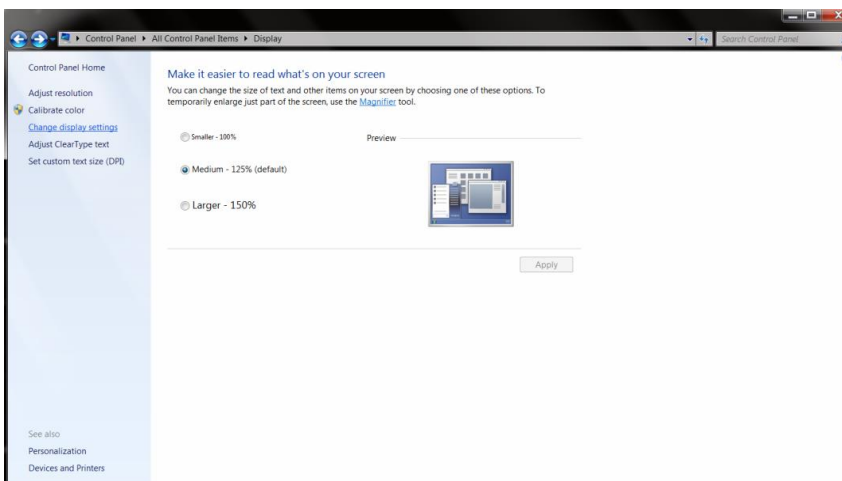 Control Panel All Control Panel Items Display
Search Control Panel
Control Panel Home
Adjust resolution
Calibrate color
Change display settings
Adjust ClearType text
Set custom text size (DPI)
Make it easier to read what's on your screen
You can change the size of text and other items on your screen by choosing one of these options. To
temporarily enlarge just part of the screen, use the Magnifier tool.
Smaller - 100%
Preview
Medium - 125% (default)
Larger - 150%
Apply
See also
Personalization
Devices and Printers